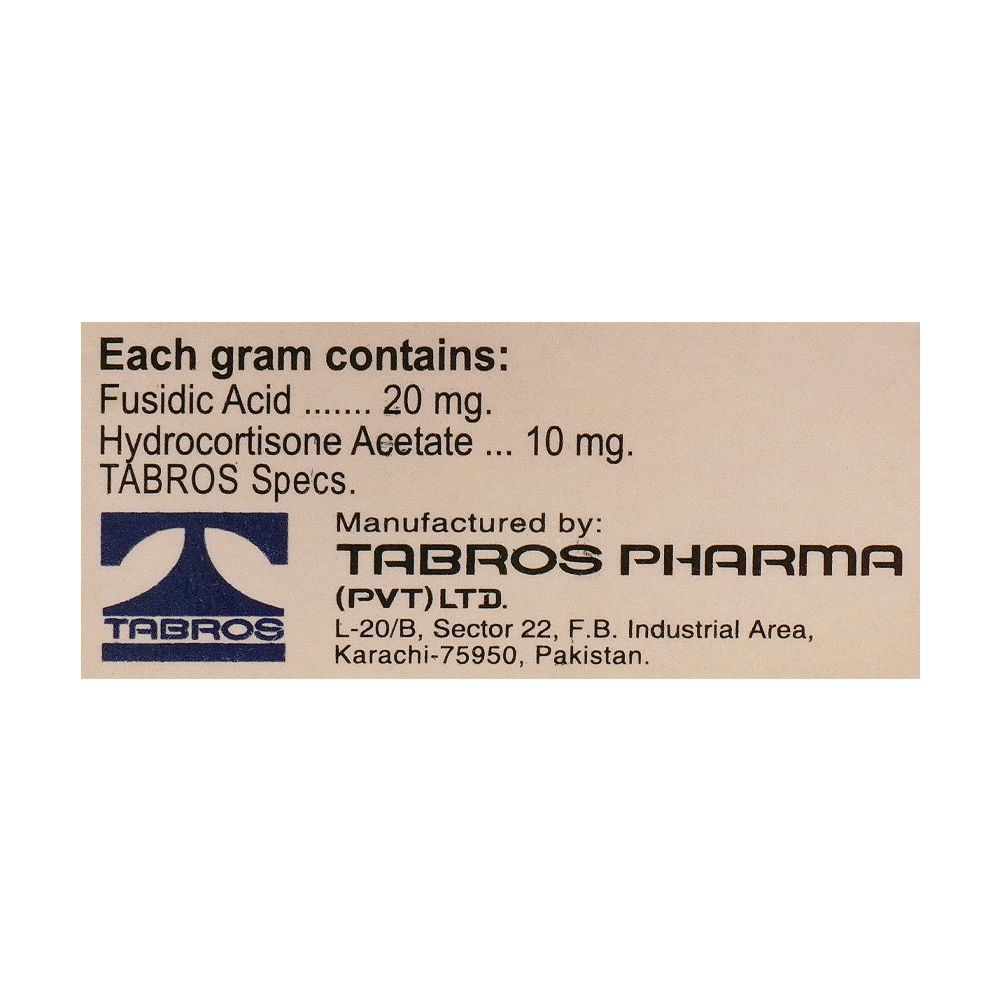 Each gram contains:
Fusidic Acid ....... 20 mg.
Hydrocortisone Acetate ... 10 mg.
TABROS Specs.
TABROS
Manufactured by:
TABROS PHARMA
(PVT) LTD.
L-20/B, Sector 22, F.B. Industrial Area,
Karachi-75950, Pakistan.